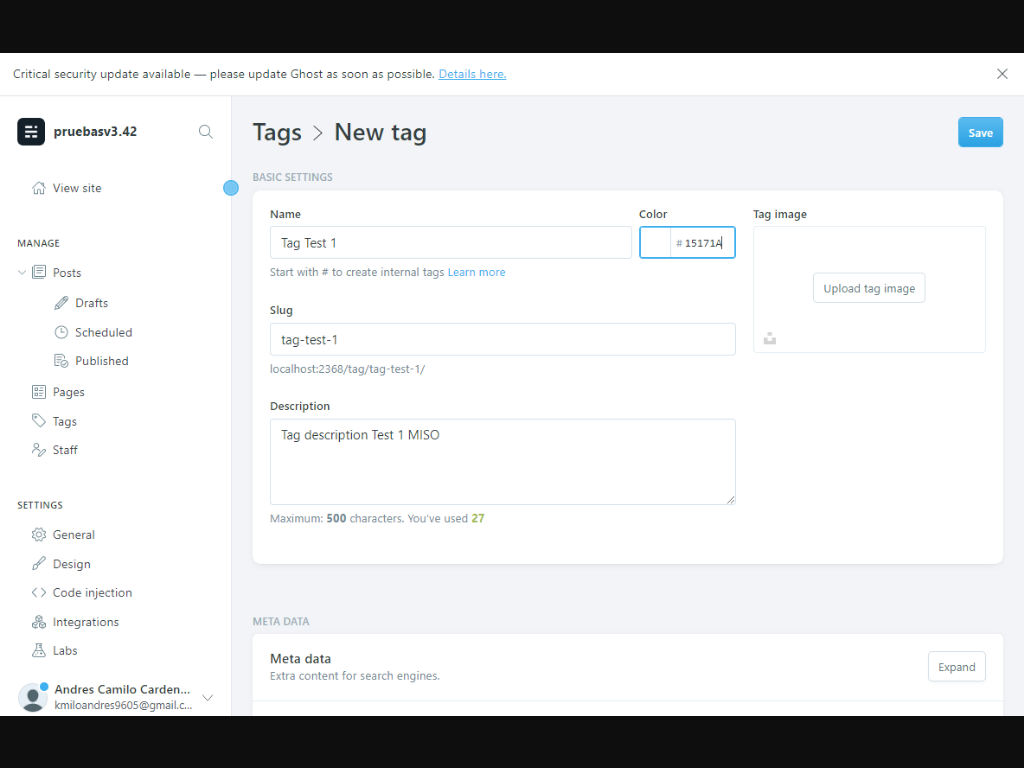 Critical security update available — please update Ghost as soon as possible. Details here.
pruebasv3.42
View site
MANAGE
Posts
Drafts
Scheduled
Published
Pages
Tags
Staff
SETTINGS
General
Design
Code injection
Integrations
Labs
Andres Camilo Carden...
kmiloandres9605@gmail.c...
Tags > New tag
Save
BASIC SETTINGS
Name
Tag Test 1
Start with # to create internal tags Learn more
Color
# 15171A
Tag image
Upload tag image
Slug
tag-test-1
localhost:2368/tag/tag-test-1/
Description
Tag description Test 1 MISO
Maximum: 500 characters. You've used 27
META DATA
Meta data
Extra content for search engines.
Expand